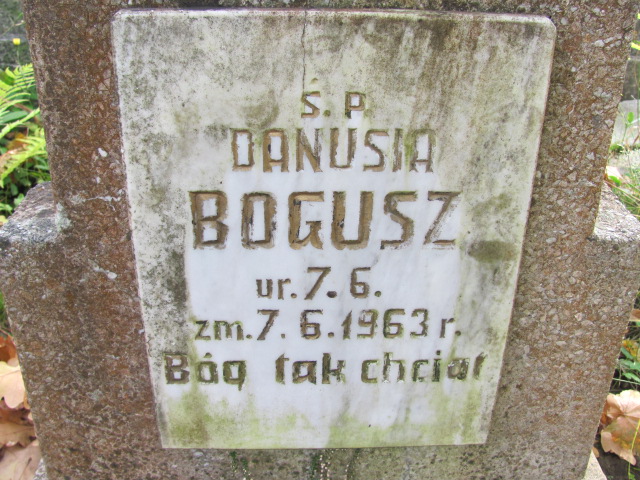 Ś. P.
DANUSIA
BOGUSZ
ur. 7. 6.
zm. 7. 6. 1963 r.
Bóg tak chciał